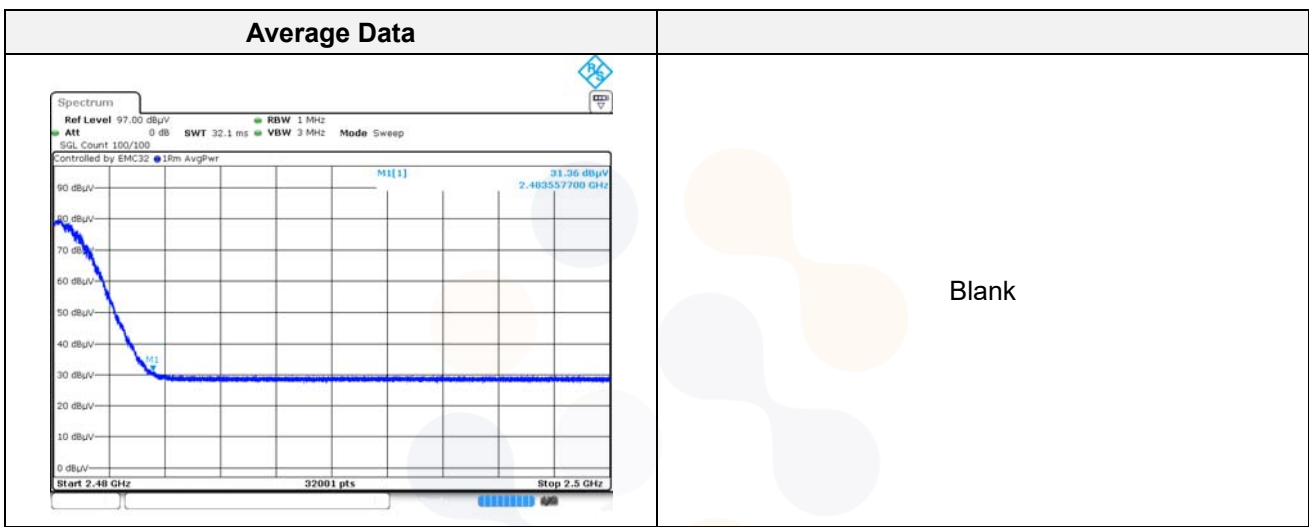 Average Data
R&S
Spectrum
Ref Level 97.00 dBµV RBW 1 MHz
Att 0 dB SWT 32.1 ms VBW 3 MHz Mode Sweep
SGL Count 100/100
Controlled by EMC32 1Rm AvgPwr
M1[1] 31.36 dBµV
2.483557700 GHz
90 dBµV
80 dBµV
70 dBµV
60 dBµV
50 dBµV
40 dBµV
M1
30 dBµV
20 dBµV
10 dBµV
0 dBµV
Start 2.48 GHz 32001 pts Stop 2.5 GHz
Blank